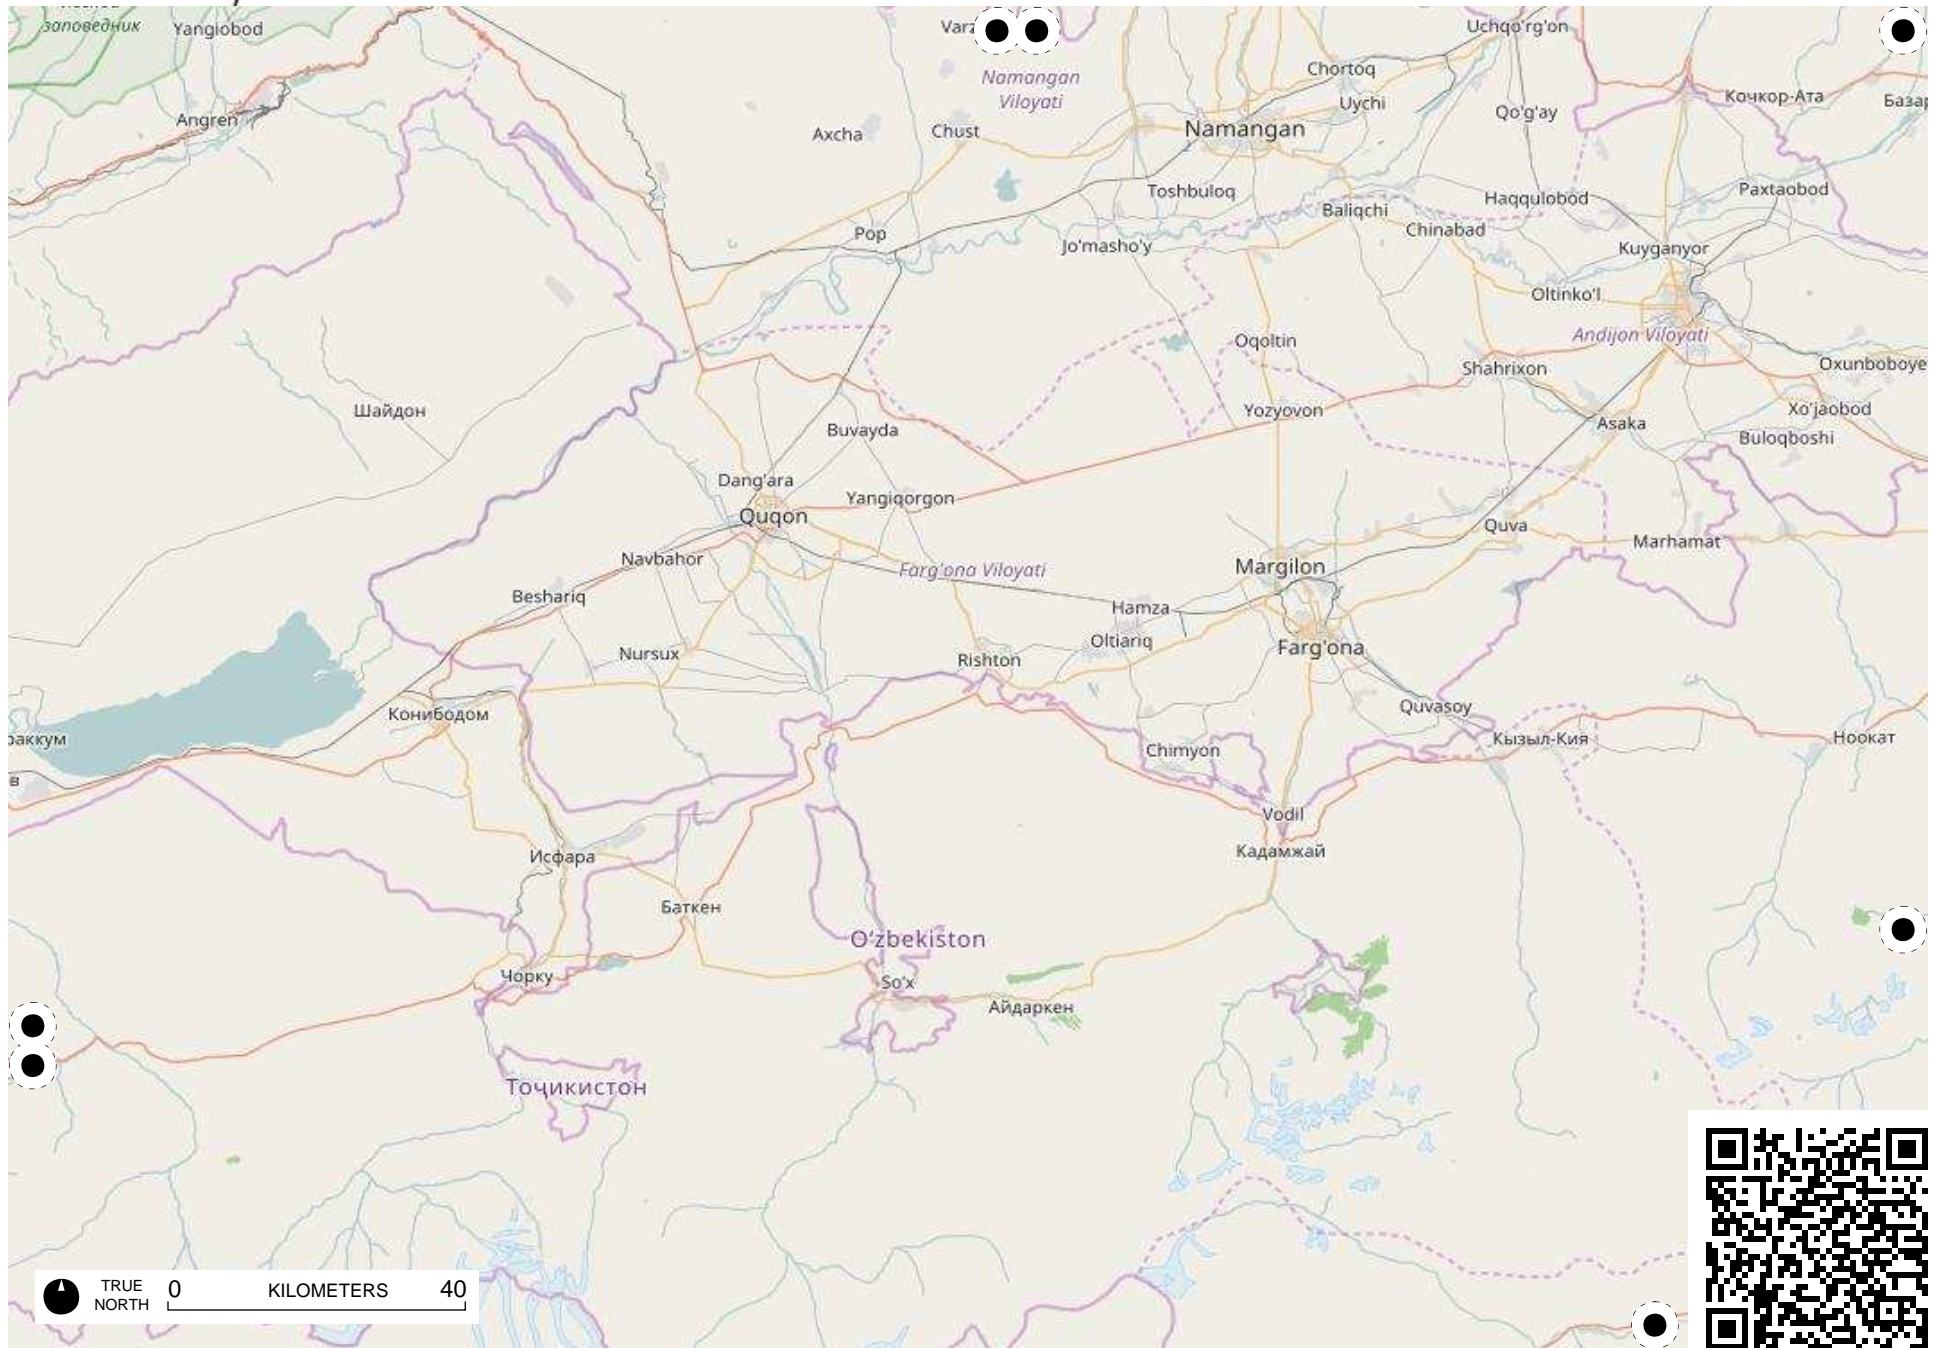 заповедник
Yangiobod
Uchqo'rg'on
Namangan
Viloyati
Chortoq
Uychi
Кочкор-Ата
Qo'g'ay
Angren
Axcha
Chust
Namangan
Toshbuloq
Haqqulobod
Paxtaobod
Baliqchi
Chinabad
Pop
Jo'masho'y
Kuyganyor
Oltinko'l
Andijon Viloyati
Oqoltin
Shahrixon
Oxunboboye
Шайдон
Yozyovon
Xo'jaobod
Asaka
Buvayda
Buloqboshi
Dang'ara
Yangiqorgon
Quqon
Quva
Marhamat
Navbahor
Farg'ona Viloyati
Margilon
Beshariq
Hamza
Oltiariq
Farg'ona
Nursux
Rishton
Quvasoy
Конибодом
Кызыл-Кия
Ноокат
Chimyon
Vodil
Кадамжай
Исфара
Баткен
Oʻzbekiston
Чорку
So'x
Айдаркен
Тоҷикистон
TRUE
NORTH
0 KILOMETERS 40